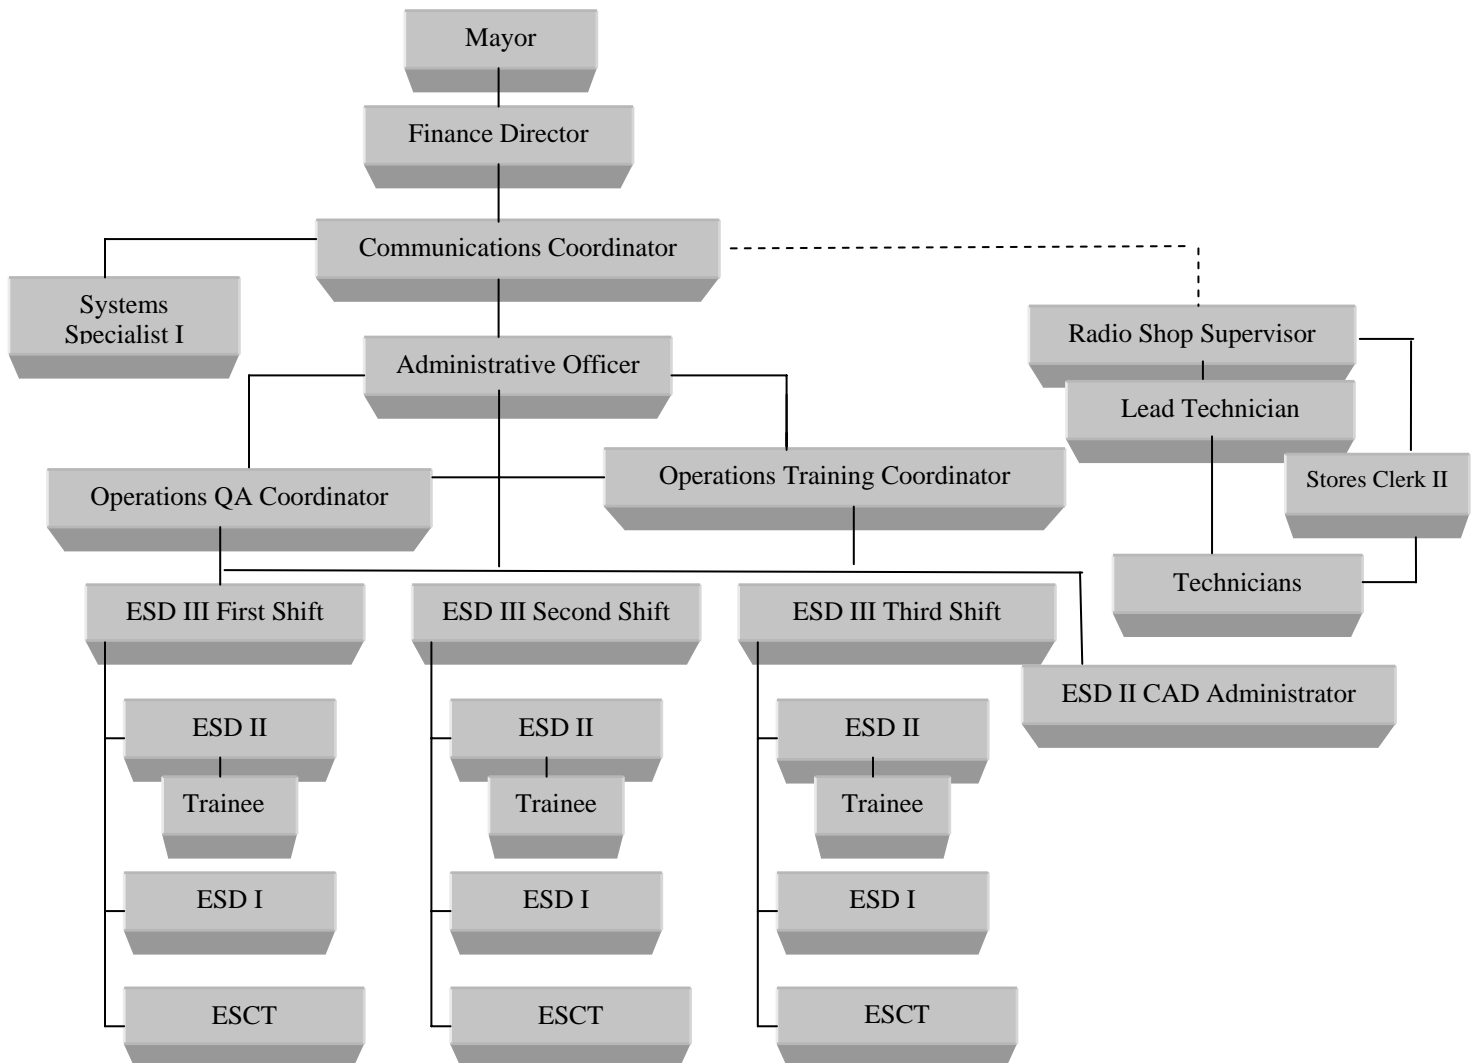 Mayor
Finance Director
Communications Coordinator
Systems
Specialist I
Radio Shop Supervisor
Administrative Officer
Lead Technician
Operations QA Coordinator
Operations Training Coordinator
Stores Clerk II
Technicians
ESD III First Shift
ESD III Second Shift
ESD III Third Shift
ESD II CAD Administrator
ESD II
ESD II
ESD II
Trainee
Trainee
Trainee
ESD I
ESD I
ESD I
ESCT
ESCT
ESCT